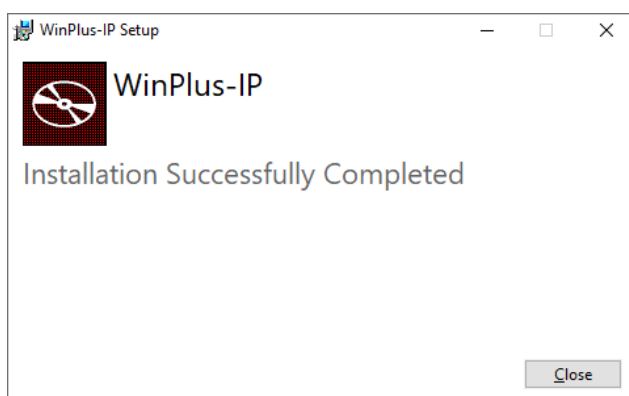 WinPlus-IP Setup
WinPlus-IP
Installation Successfully Completed
Close